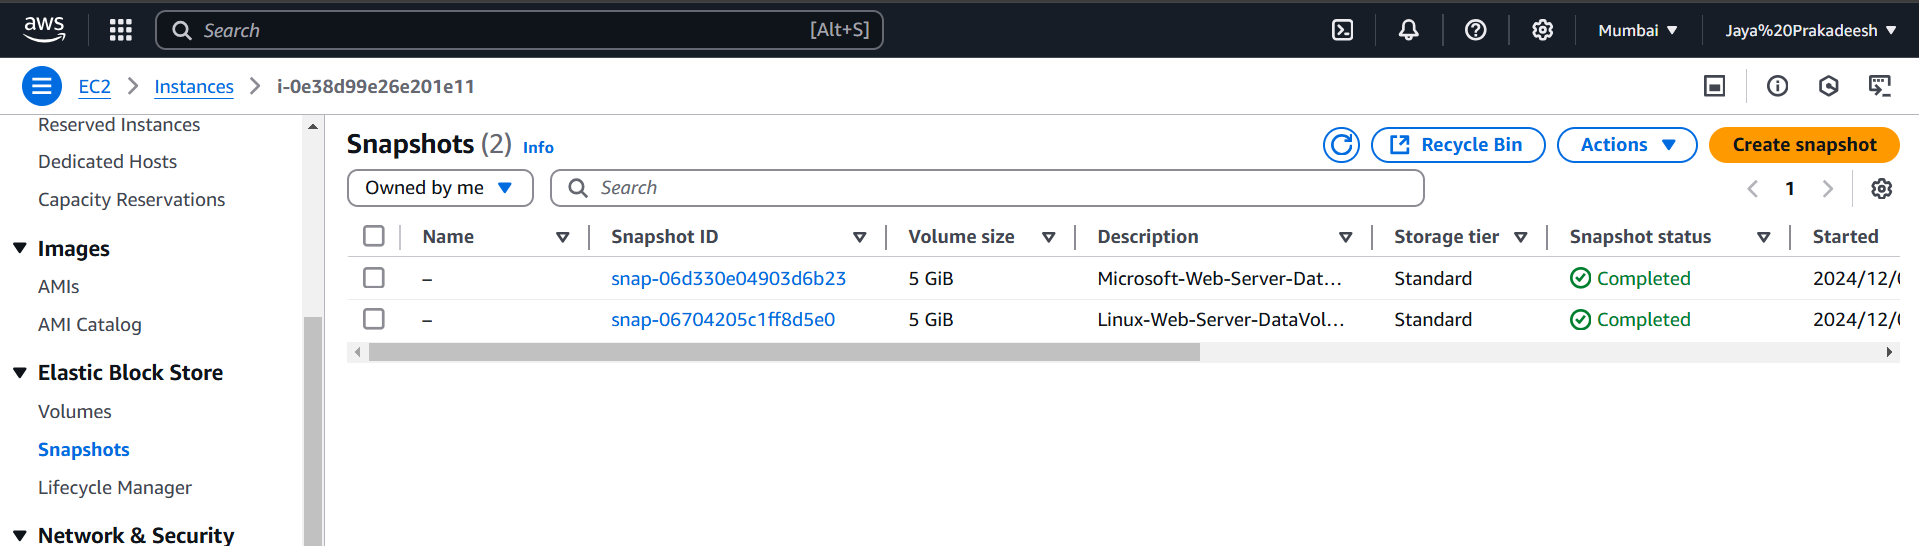 aws Search [Alt+S] Mumbai Jaya%20Prakadeesh
EC2 Instances i-0e38d99e26e201e11
Reserved Instances
Dedicated Hosts
Capacity Reservations
Images
AMIs
AMI Catalog
Elastic Block Store
Volumes
Snapshots
Lifecycle Manager
Network & Security
Snapshots (2) Info Recycle Bin Actions Create snapshot
Owned by me Search 1
Name Snapshot ID Volume size Description Storage tier Snapshot status Started
– snap-06d330e04903d6b23 5 GiB Microsoft-Web-Server-Dat... Standard Completed 2024/12/0
– snap-06704205c1ff8d5e0 5 GiB Linux-Web-Server-DataVol... Standard Completed 2024/12/0